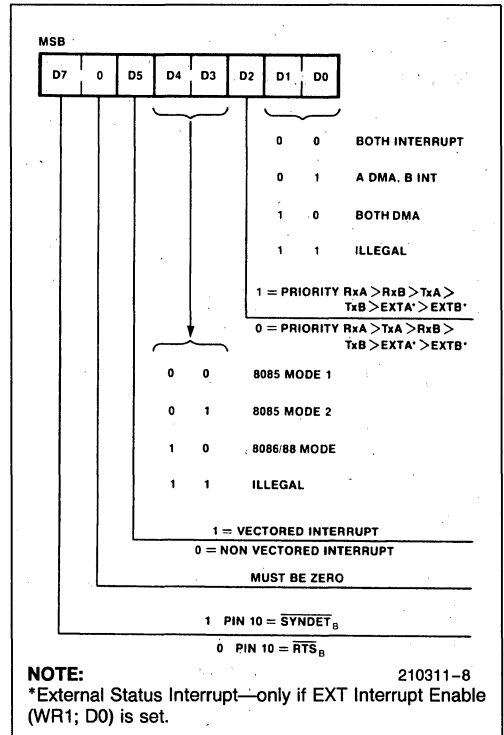 MSB
D7 0 D5 D4 D3 D2 D1 D0
0 0 BOTH INTERRUPT
0 1 A DMA, B INT
1 0 BOTH DMA
1 1 ILLEGAL
1 = PRIORITY RxA > RxB > TxA >
TxB > EXTA* > EXTB*
0 = PRIORITY RxA > TxA > RxB >
TxB > EXTA* > EXTB*
0 0 8085 MODE 1
0 1 8085 MODE 2
1 0 8086/88 MODE
1 1 ILLEGAL
1 = VECTORED INTERRUPT
0 = NON VECTORED INTERRUPT
MUST BE ZERO
1 PIN 10 = SYNDET B
0 PIN 10 = RTS B
NOTE: 210311-8
*External Status Interrupt—only if EXT Interrupt Enable
(WR1; D0) is set.